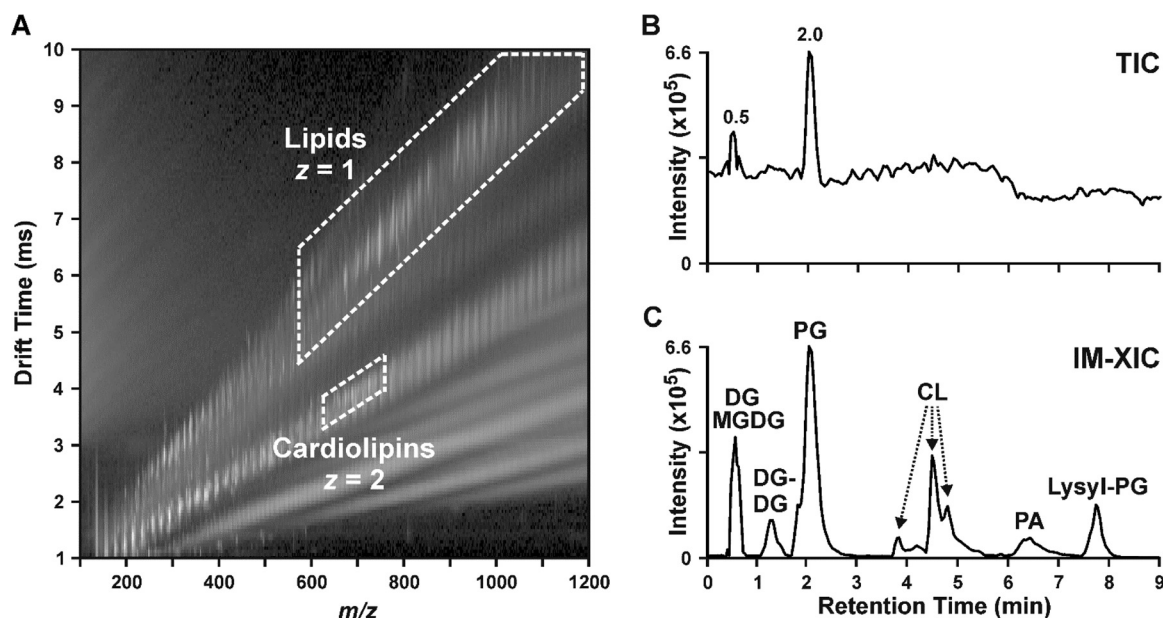 A
Drift Time (ms)
10
9
8
7
6
5
4
3
2
1
Lipids
z = 1
Cardiolipins
z = 2
200
400
600
800
1000
1200
m/z
B
TIC
Intensity (x10⁵)
6.6
0
0.5
2.0
C
IM-XIC
Intensity (x10⁵)
6.6
0
DG
MGDG
DG-
DG
PG
CL
PA
Lysyl-PG
0 1 2 3 4 5 6 7 8 9
Retention Time (min)